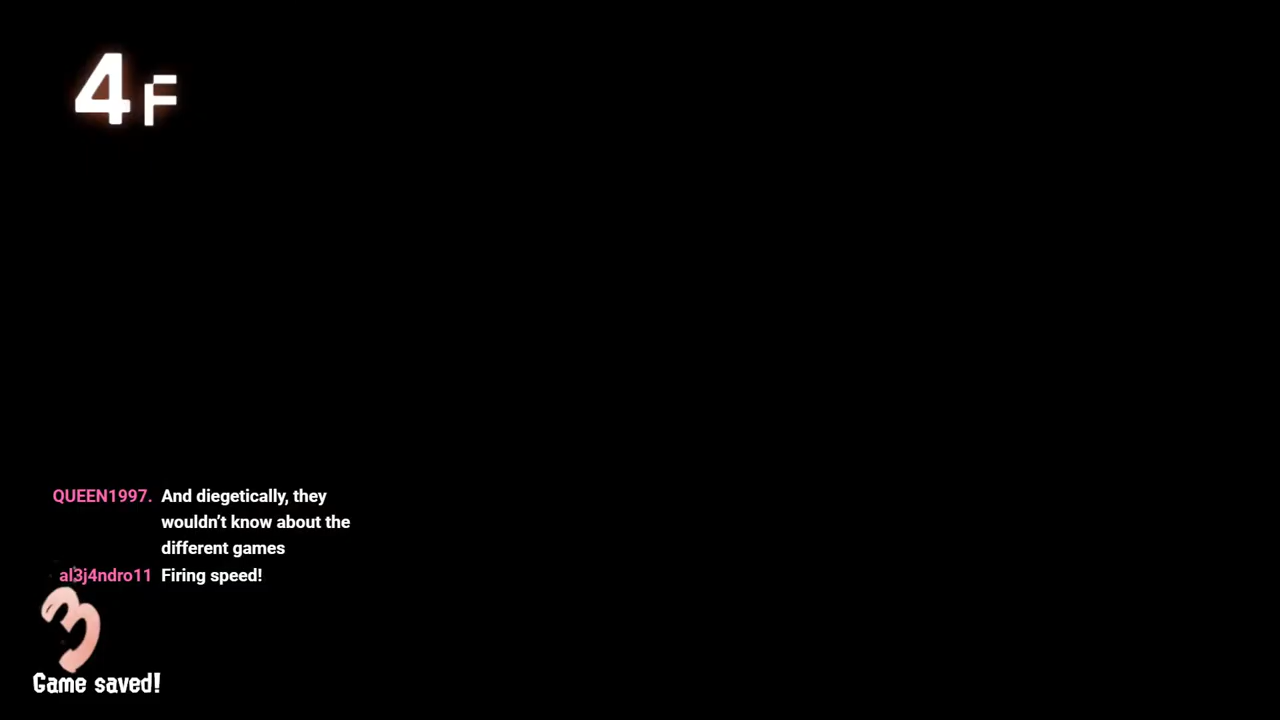 4F
QUEEN1997. And diegetically, they
wouldn't know about the
different games
al3j4ndro11 Firing speed!
3
Game saved!